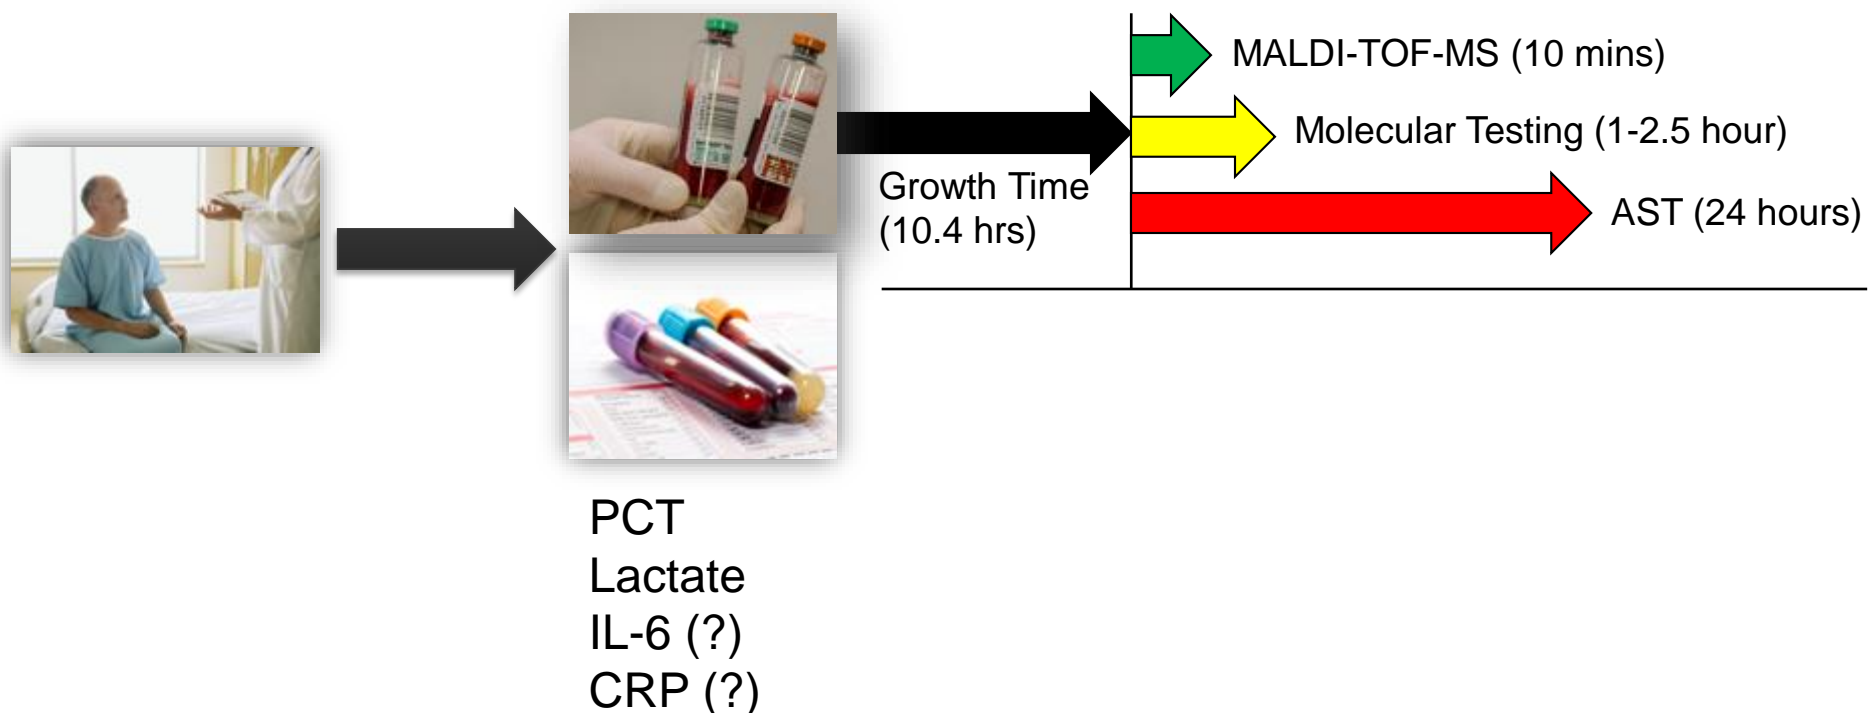 MALDI-TOF-MS (10 mins)
Molecular Testing (1-2.5 hour)
Growth Time
(10.4 hrs)
AST (24 hours)
PCT
Lactate
IL-6 (?)
CRP (?)